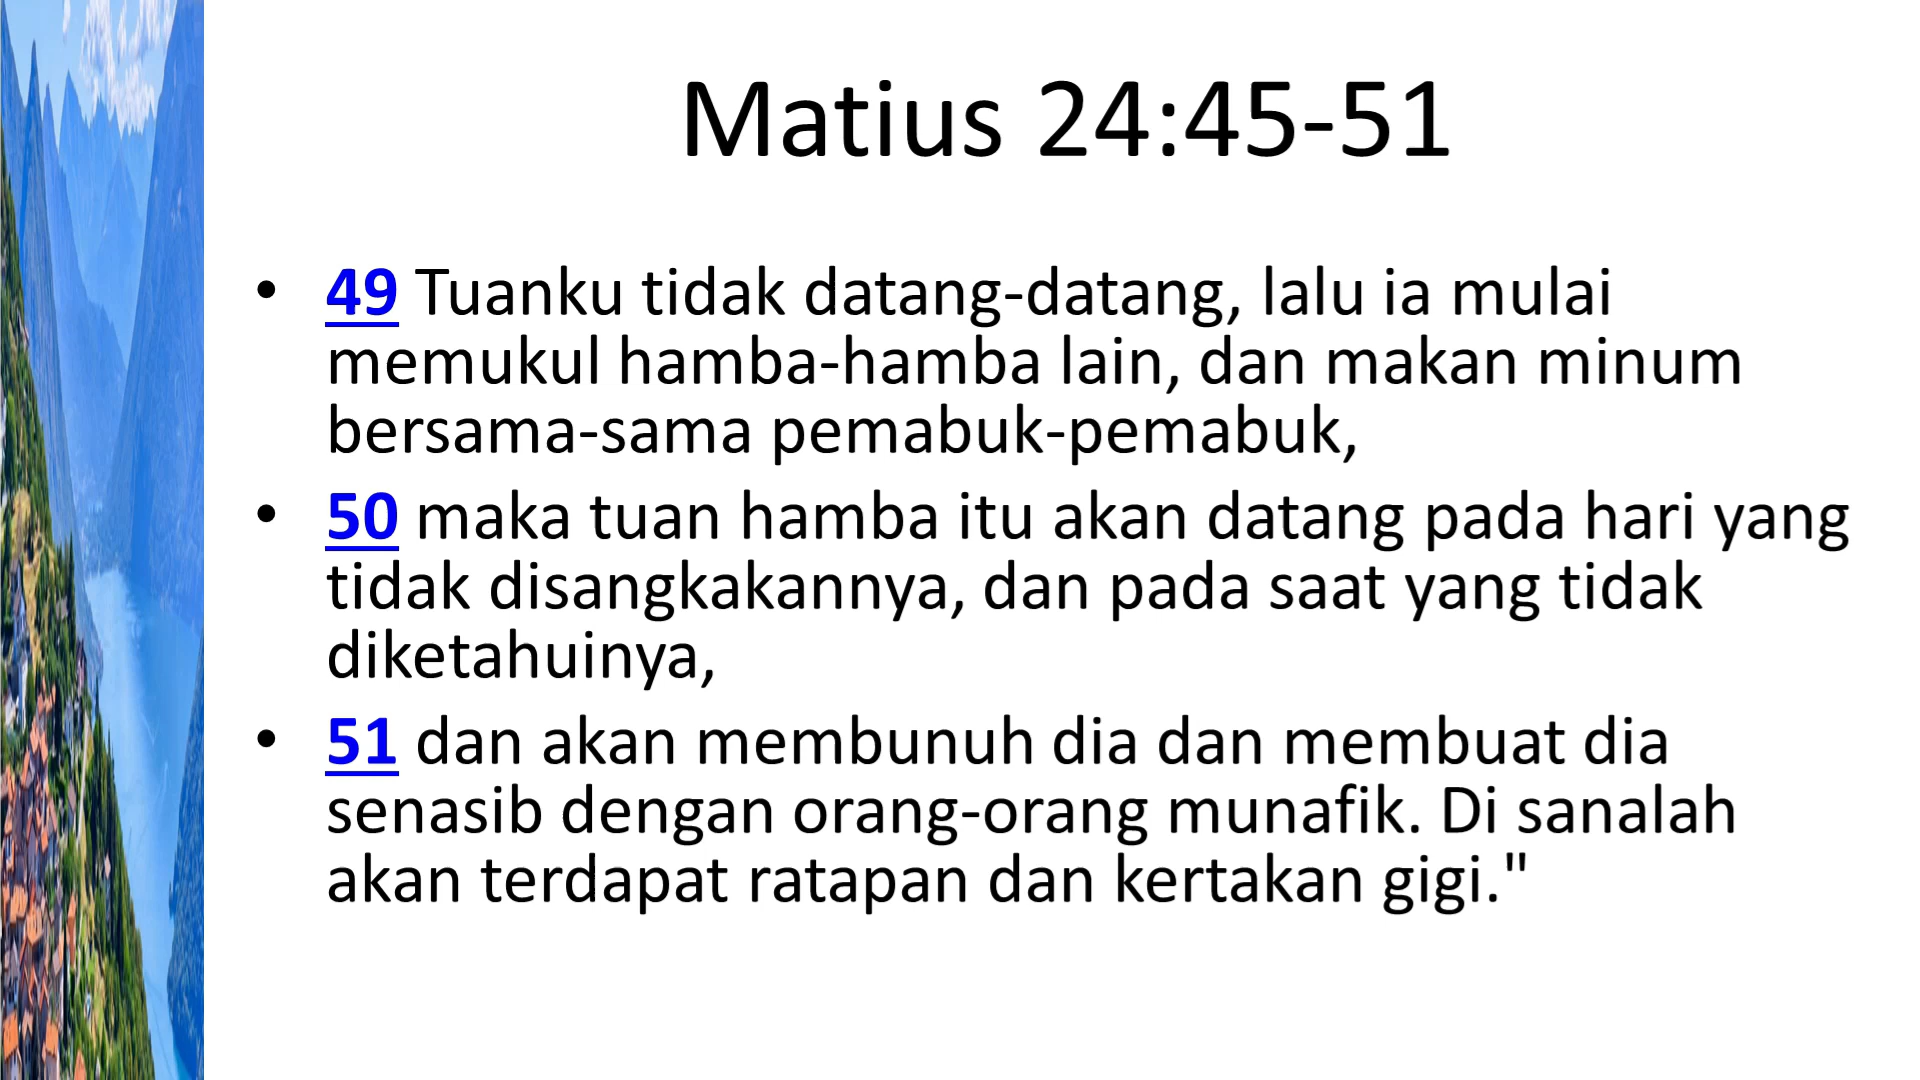 Matius 24:45-51
• 49 Tuanku tidak datang-datang, lalu ia mulai
memukul hamba-hamba lain, dan makan minum
bersama-sama pemabuk-pemabuk,
• 50 maka tuan hamba itu akan datang pada hari yang
tidak disangkakannya, dan pada saat yang tidak
diketahuinya,
• 51 dan akan membunuh dia dan membuat dia
senasib dengan orang-orang munafik. Di sanalah
akan terdapat ratapan dan kertakan gigi."